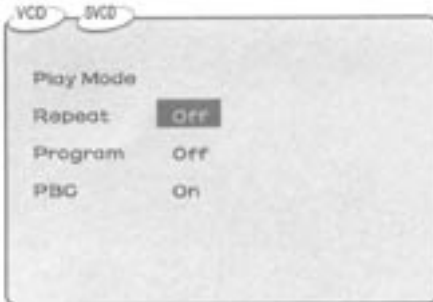 VCD SVCD
Play Mode
Repeat Off
Program Off
PBC On